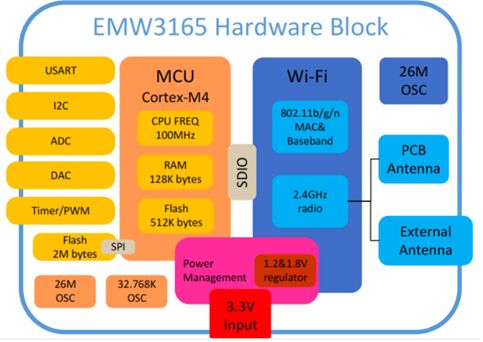 EMW3165 Hardware Block
USART
I2C
ADC
DAC
Timer/PWM
Flash
2M bytes
SPI
26M
OSC
32.768K
OSC
MCU
Cortex-M4
CPU FREQ
100MHz
RAM
128K bytes
Flash
512K bytes
SDIO
Wi-Fi
802.11b/g/n
MAC&
Baseband
2.4GHz
radio
26M
OSC
PCB
Antenna
External
Antenna
Power
Management
1.2&1.8V
regulator
3.3V
Input